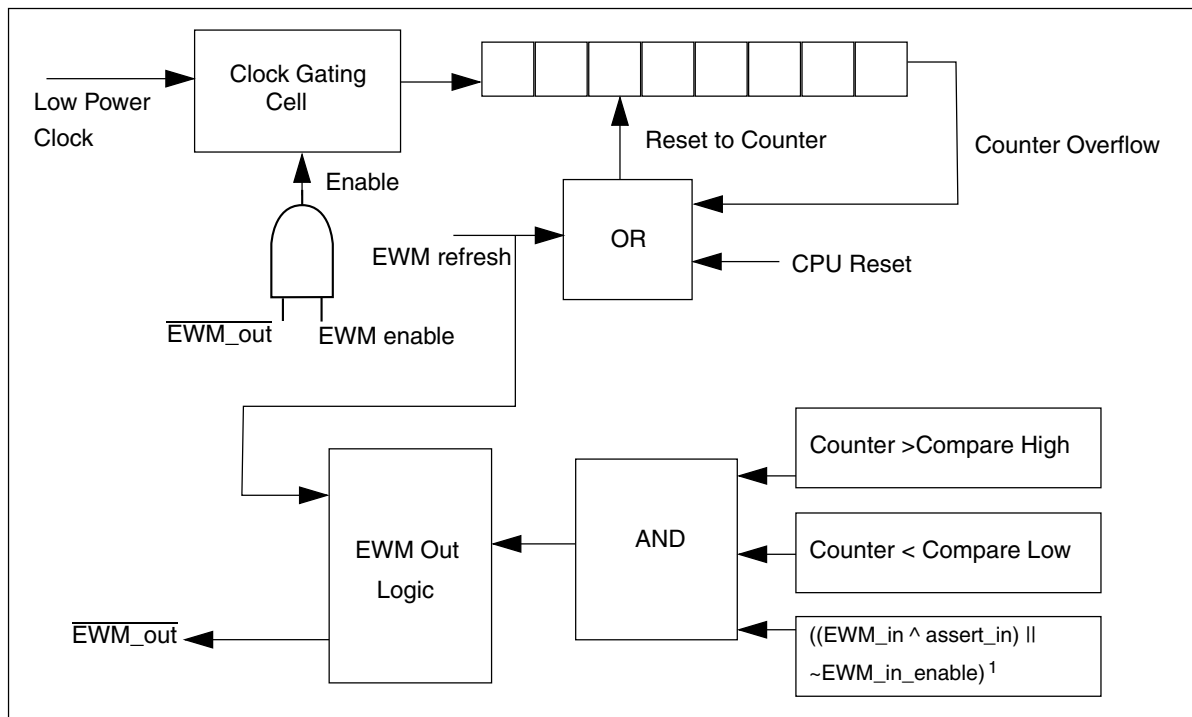 Clock Gating
Cell
Low Power
Clock
Enable
Reset to Counter
Counter Overflow
OR
EWM refresh
CPU Reset
EWM_out
EWM enable
Counter >Compare High
AND
Counter < Compare Low
EWM Out
Logic
EWM_out
((EWM_in ^ assert_in) ||
~EWM_in_enable) 1